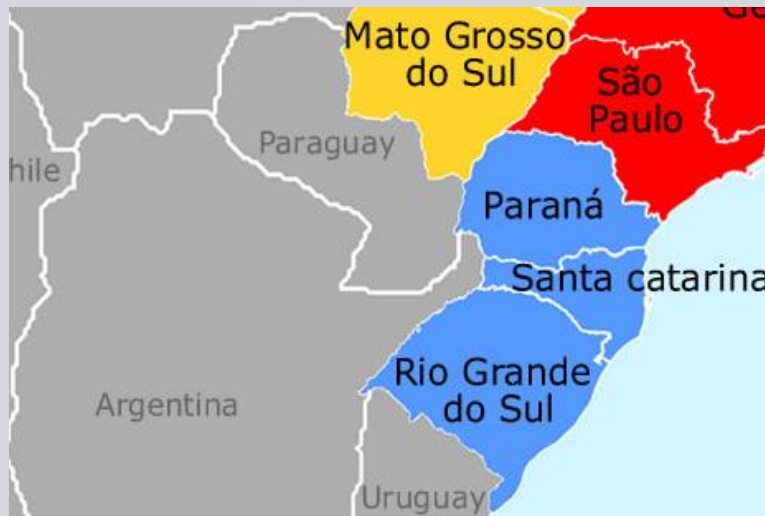 Mato Grosso
do Sul
São
Paulo
Paraguay
hile
Paraná
Santa catarina
Rio Grande
do Sul
Argentina
Uruguay